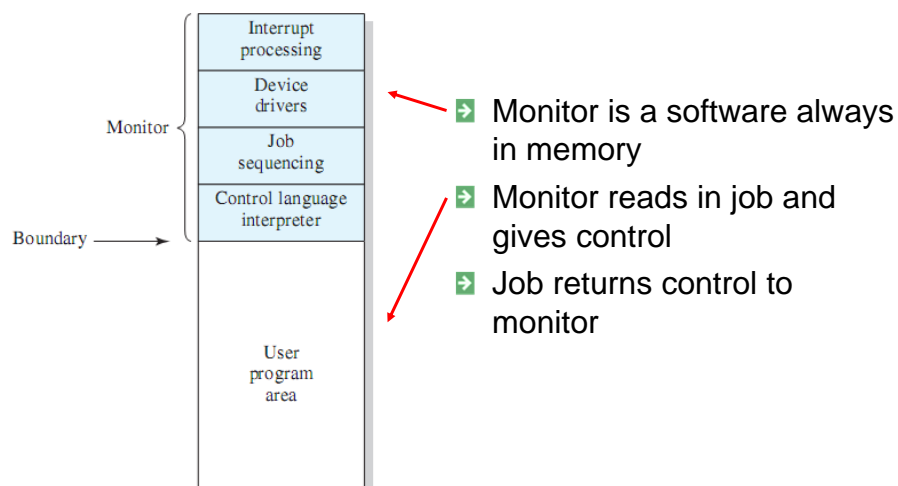 Interrupt
processing
Device
drivers
Monitor
Job
sequencing
Control language
interpreter
Boundary
User
program
area
Monitor is a software always
in memory
Monitor reads in job and
gives control
Job returns control to
monitor